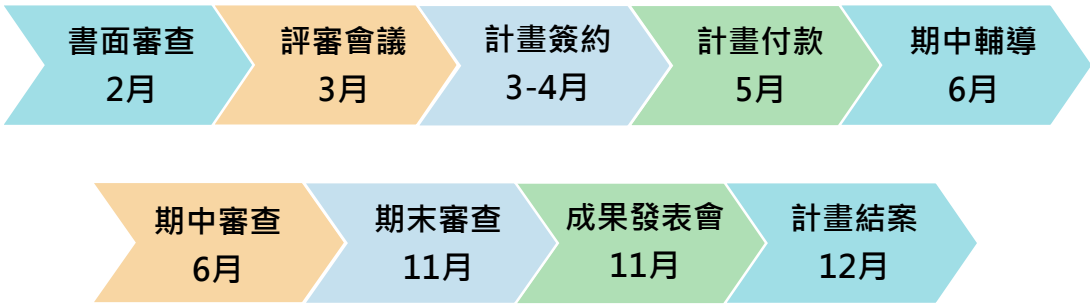 書面審查
2月
評審會議
3月
計畫簽約
3-4月
計畫付款
5月
期中輔導
6月
期中審查
6月
期末審查
11月
成果發表會
11月
計畫結案
12月